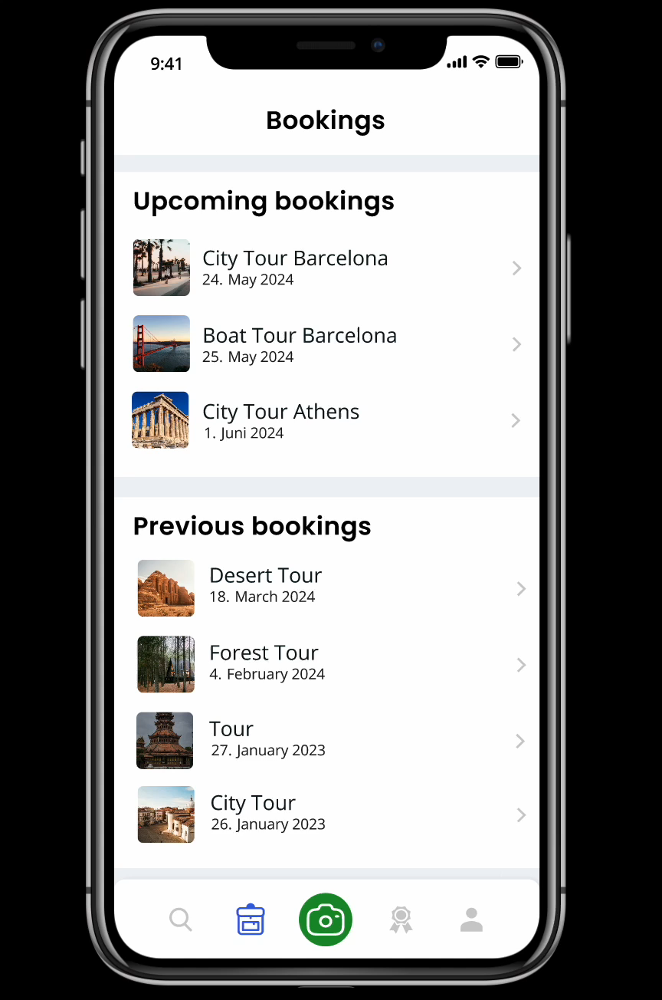 9:41
Bookings
Upcoming bookings
City Tour Barcelona
24. May 2024
Boat Tour Barcelona
25. May 2024
City Tour Athens
1. Juni 2024
Previous bookings
Desert Tour
18. March 2024
Forest Tour
4. February 2024
Tour
27. January 2023
City Tour
26. January 2023